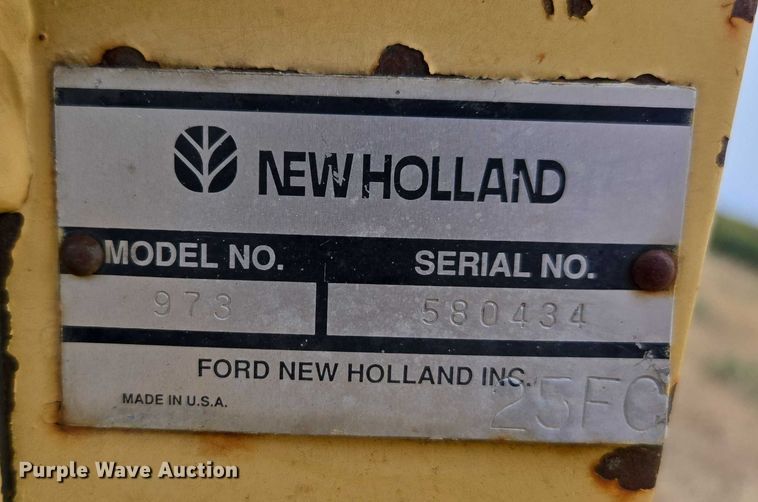 NEW HOLLAND
MODEL NO. SERIAL NO.
973 580434
FORD NEW HOLLAND INC.
MADE IN U.S.A. 25FC
Purple Wave Auction